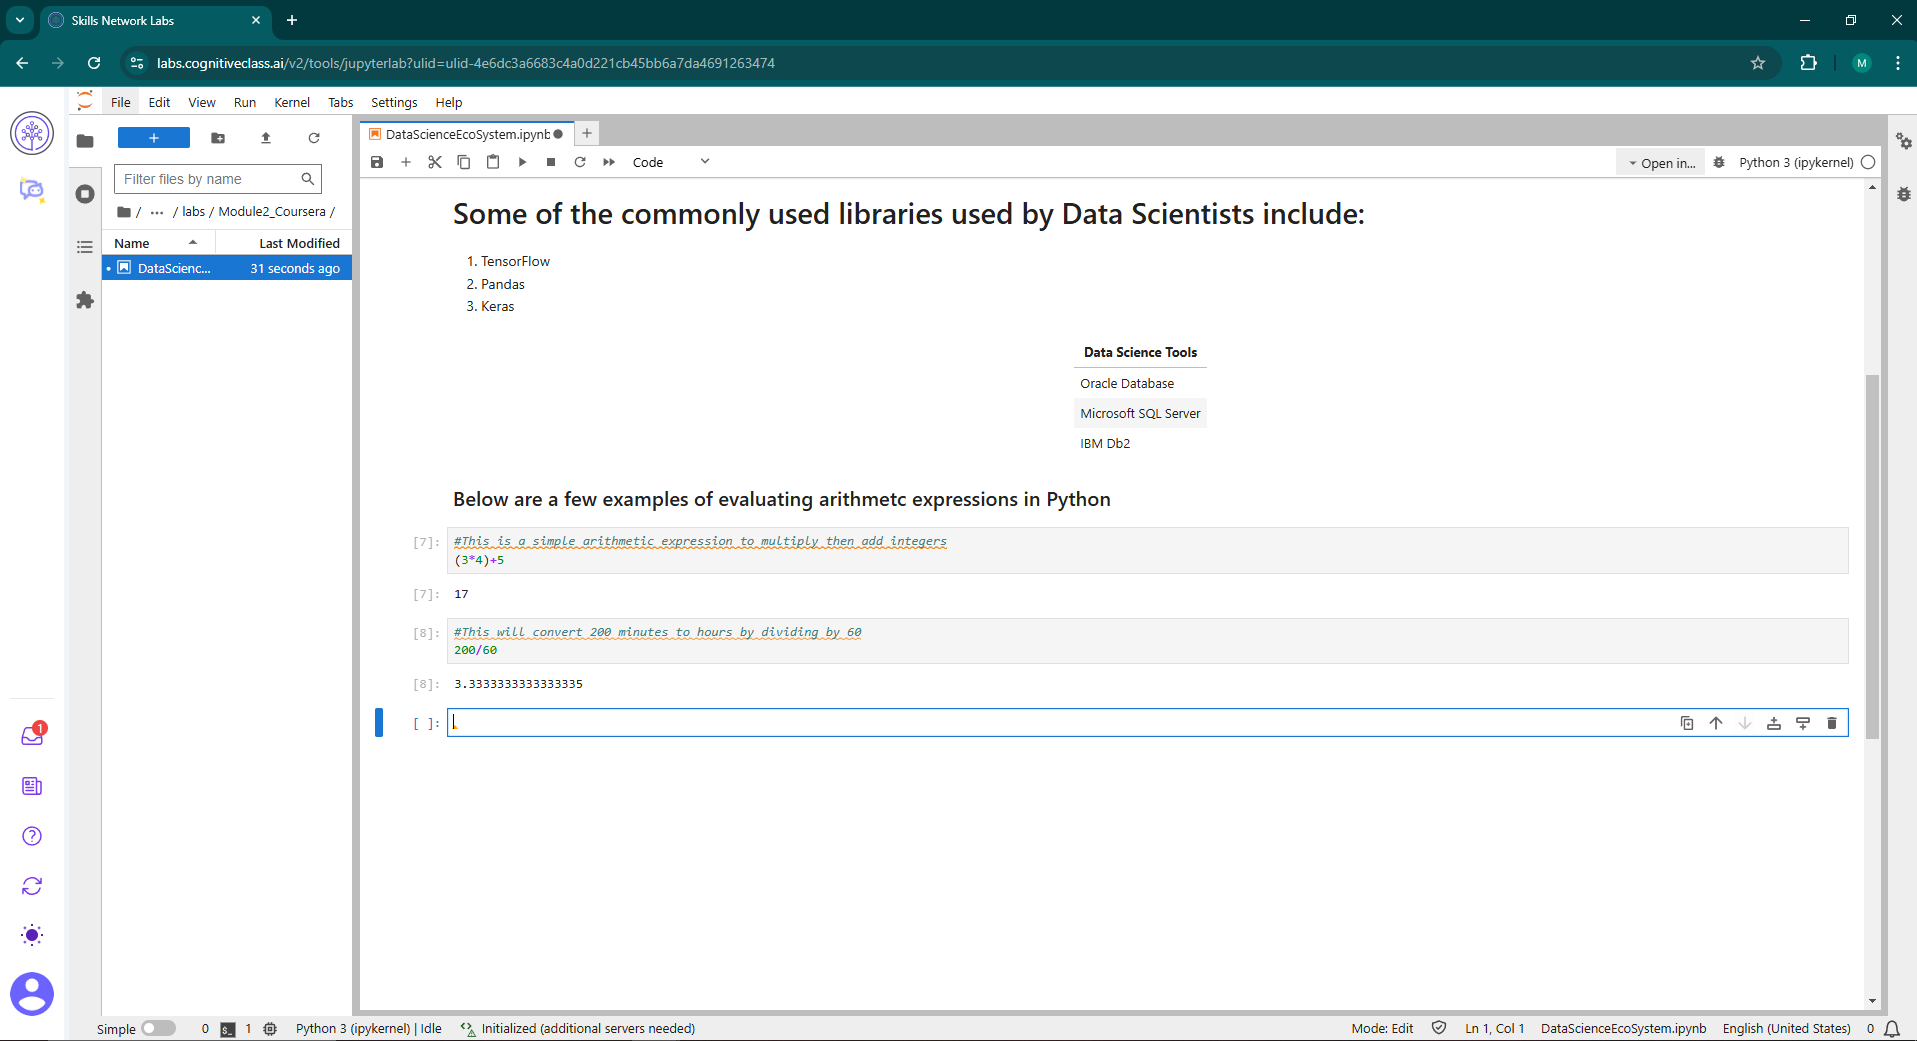 Skills Network Labs
labs.cognitiveclass.ai/v2/tools/jupyterlab?ulid=ulid-4e6dc3a6683c4a0d221cb45bb6a7da4691263474
M
File Edit View Run Kernel Tabs Settings Help
DataScienceEcoSystem.ipynb
Code
Open in...
Python 3 (ipykernel)
Filter files by name
/ ... / labs / Module2_Coursera /
Name Last Modified
DataScienc... 31 seconds ago
Some of the commonly used libraries used by Data Scientists include:
1. TensorFlow
2. Pandas
3. Keras
Data Science Tools
Oracle Database
Microsoft SQL Server
IBM Db2
Below are a few examples of evaluating arithmetc expressions in Python
[7]: #This is a simple arithmetic expression to multiply then add integers
(3*4)+5
[7]: 17
[8]: #This will convert 200 minutes to hours by dividing by 60
200/60
[8]: 3.3333333333333335
[ ]:
1
Simple 0 $_ 1 Python 3 (ipykernel) | Idle Initialized (additional servers needed) Mode: Edit Ln 1, Col 1 DataScienceEcoSystem.ipynb English (United States) 0